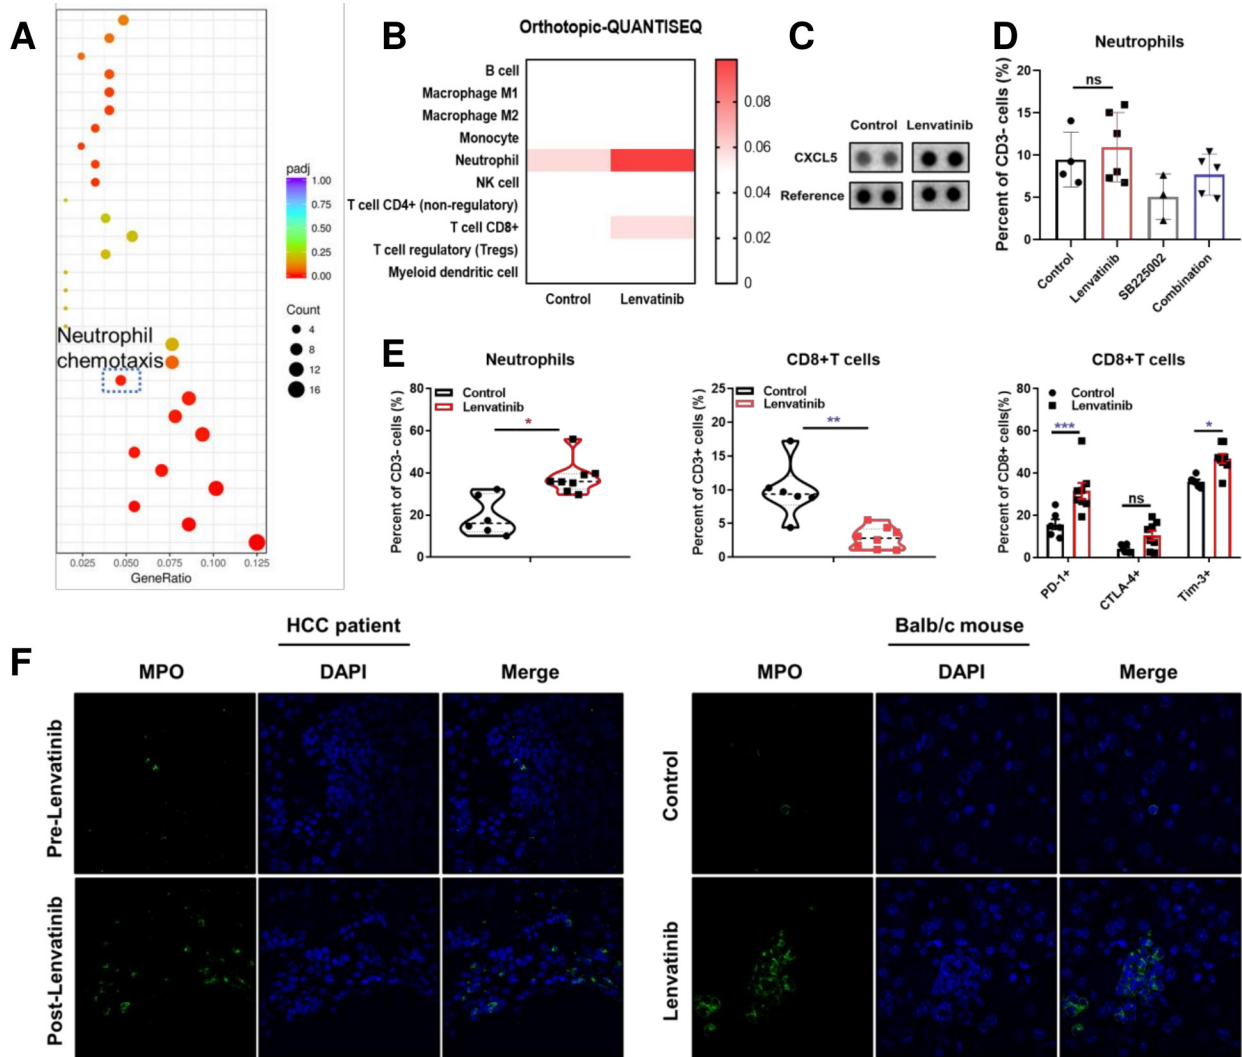 A
Neutrophil
chemotaxis
0.025 0.050 0.075 0.100 0.125
GeneRatio
padj
1.00
0.75
0.50
0.25
0.00
Count
4
8
12
16
B
Orthotopic-QUANTISEQ
B cell
Macrophage M1
Macrophage M2
Monocyte
Neutrophil
NK cell
T cell CD4+ (non-regulatory)
T cell CD8+
T cell regulatory (Tregs)
Myeloid dendritic cell
Control Lenvatinib
0.08
0.06
0.04
0.02
0
C
Control Lenvatinib
CXCL5
Reference
D
Neutrophils
Percent of CD3- cells (%)
20
15
10
5
0
ns
Control
Lenvatinib
SB225002
Combination
E
Neutrophils
Percent of CD3- cells (%)
80
60
40
20
0
Control
Lenvatinib
*
CD8+T cells
Percent of CD3+ cells (%)
25
20
15
10
5
0
Control
Lenvatinib
**
CD8+T cells
Percent of CD8+ cells(%)
80
60
40
20
0
Control
Lenvatinib
***
ns
*
PD-1+
CTLA-4+
Tim-3+
F
HCC patient
MPO DAPI Merge
Pre-Lenvatinib
Post-Lenvatinib
Balb/c mouse
MPO DAPI Merge
Control
Lenvatinib